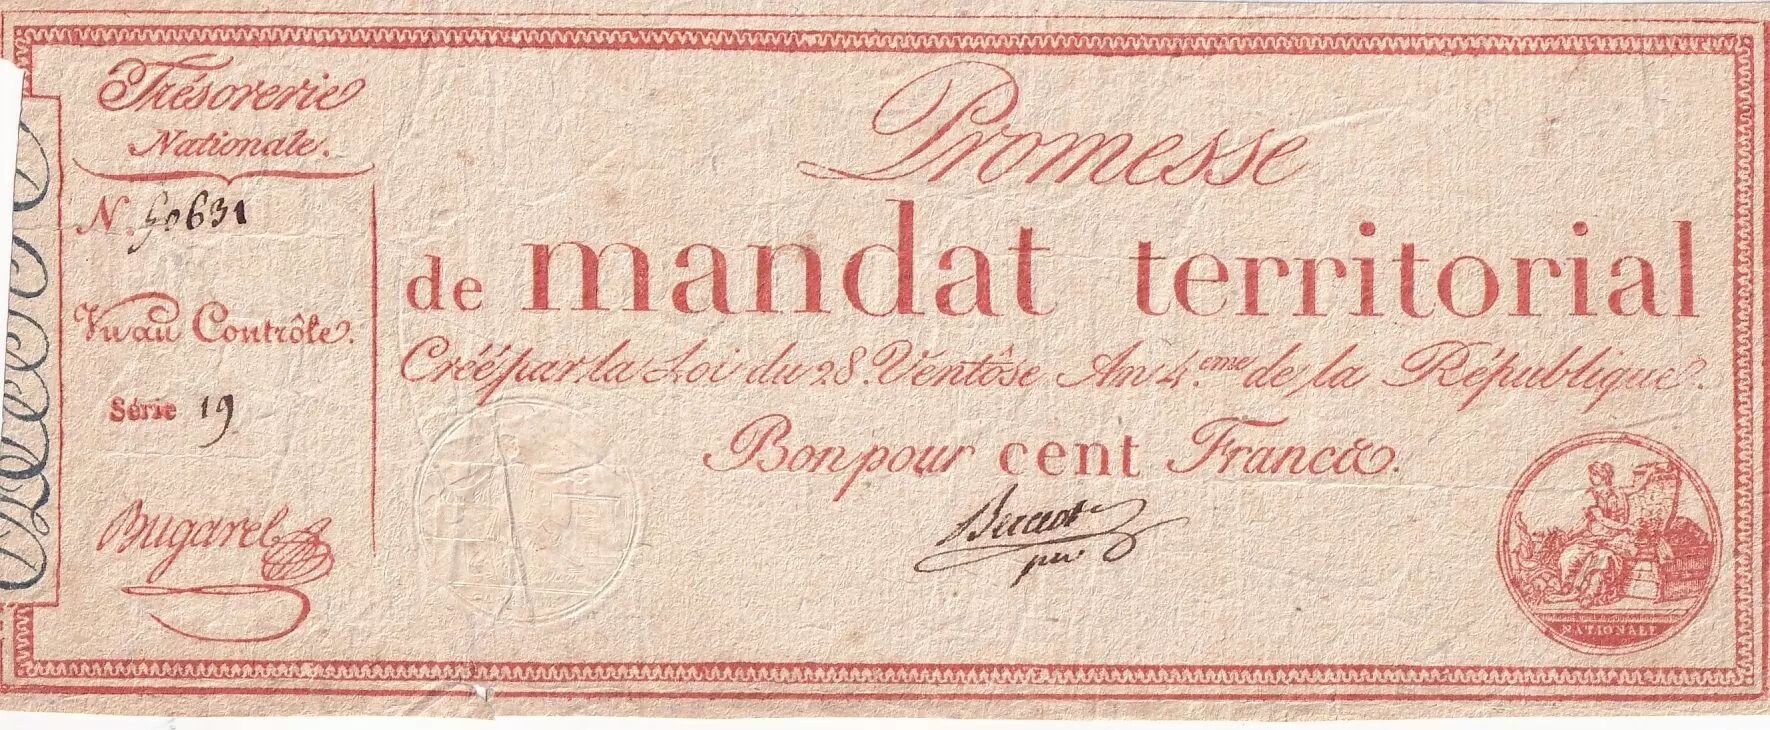 Trésorerie
Nationale.
N. 50631
Vu au Contrôle.
Série 19
Bugarel
Promesse
de mandat territorial
Créé par la Loi du 28. Ventôse An 4.eme de la République.
Bon pour cent Francs.
per
NATIONALE